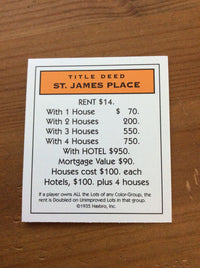 TITLE DEED
ST. JAMES PLACE
RENT $14.
With 1 House $ 70.
With 2 Houses 200.
With 3 Houses 550.
With 4 Houses 750.
With HOTEL $950.
Mortgage Value $90.
Houses cost $100. each
Hotels, $100. plus 4 houses
If a player owns ALL the Lots of any Color-Group, the
rent is Doubled on Unimproved Lots in that group.
©1935 Hasbro, Inc.